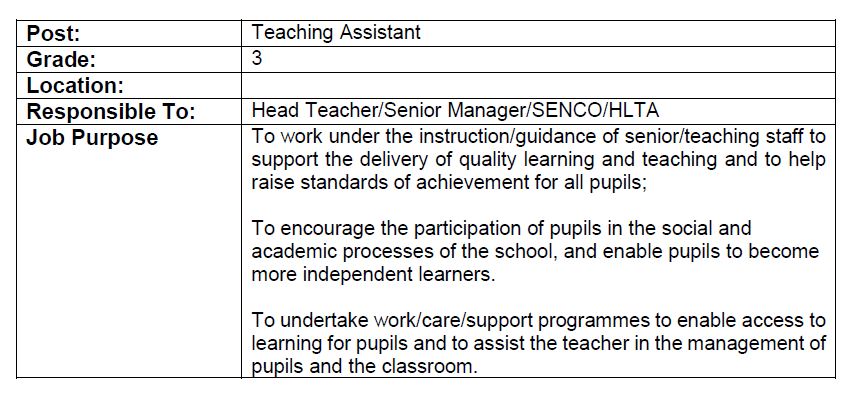 Post: Teaching Assistant
Grade: 3
Location:
Responsible To: Head Teacher/Senior Manager/SENCO/HLTA
Job Purpose To work under the instruction/guidance of senior/teaching staff to
support the delivery of quality learning and teaching and to help
raise standards of achievement for all pupils;
To encourage the participation of pupils in the social and
academic processes of the school, and enable pupils to become
more independent learners.
To undertake work/care/support programmes to enable access to
learning for pupils and to assist the teacher in the management of
pupils and the classroom.